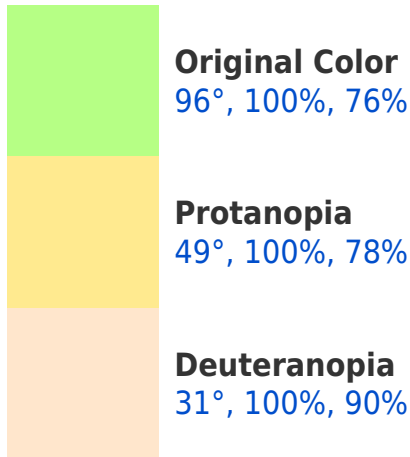 Original Color
96°, 100%, 76%
Protanopia
49°, 100%, 78%
Deuteranopia
31°, 100%, 90%